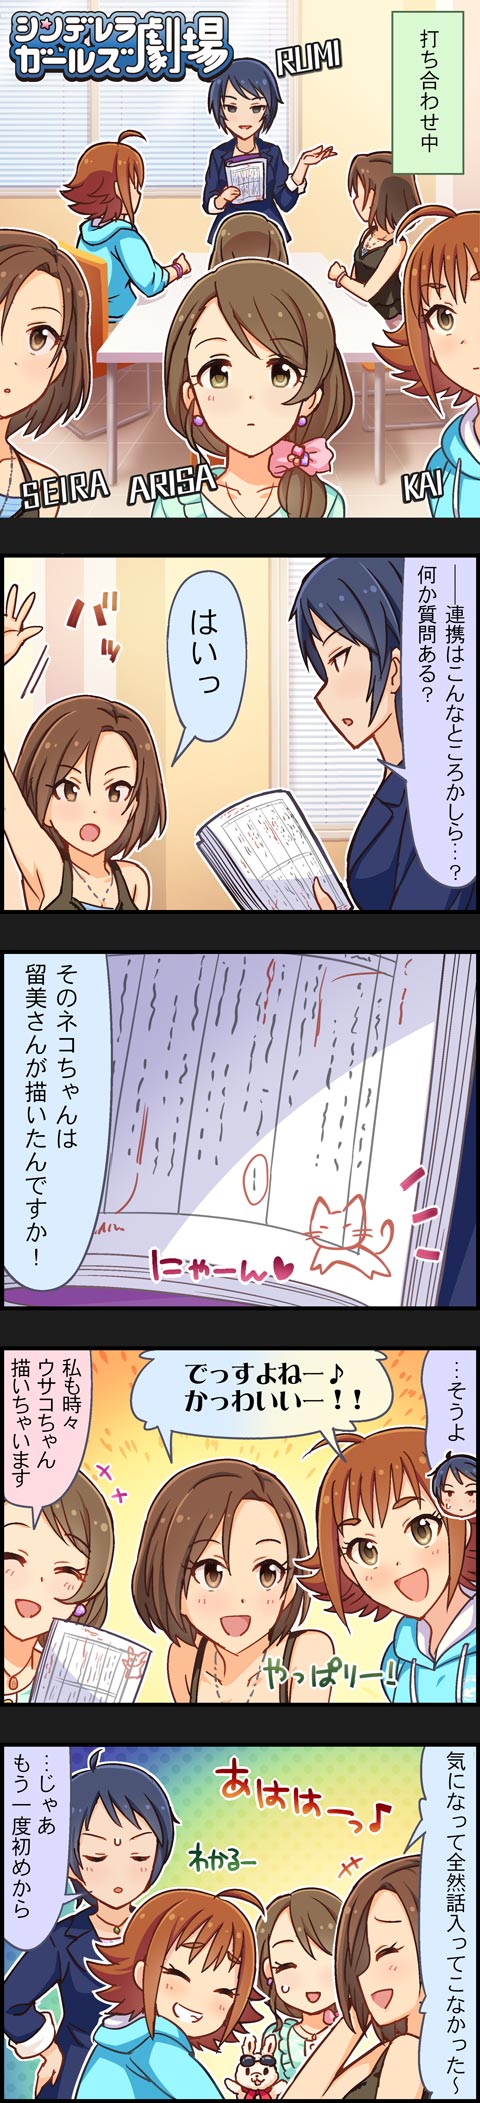 シンデレラ
ガールズ劇場
打ち合わせ中
RUMI
SEIRA
ARISA
KAI
――連携はこんなところかしら…?
何か質問ある?
はいっ
バッ
そのネコちゃんは
留美さんが描いたんですか!
にゃーん♥
…そうよ
でっすよねー♪
かっわいいー!!
私も時々
ウサコちゃん
描いちゃいます
やっぱりー!
気になって全然話入ってこなかった~
あははーっ♪
わかるー
…じゃあ
もう一度初めから